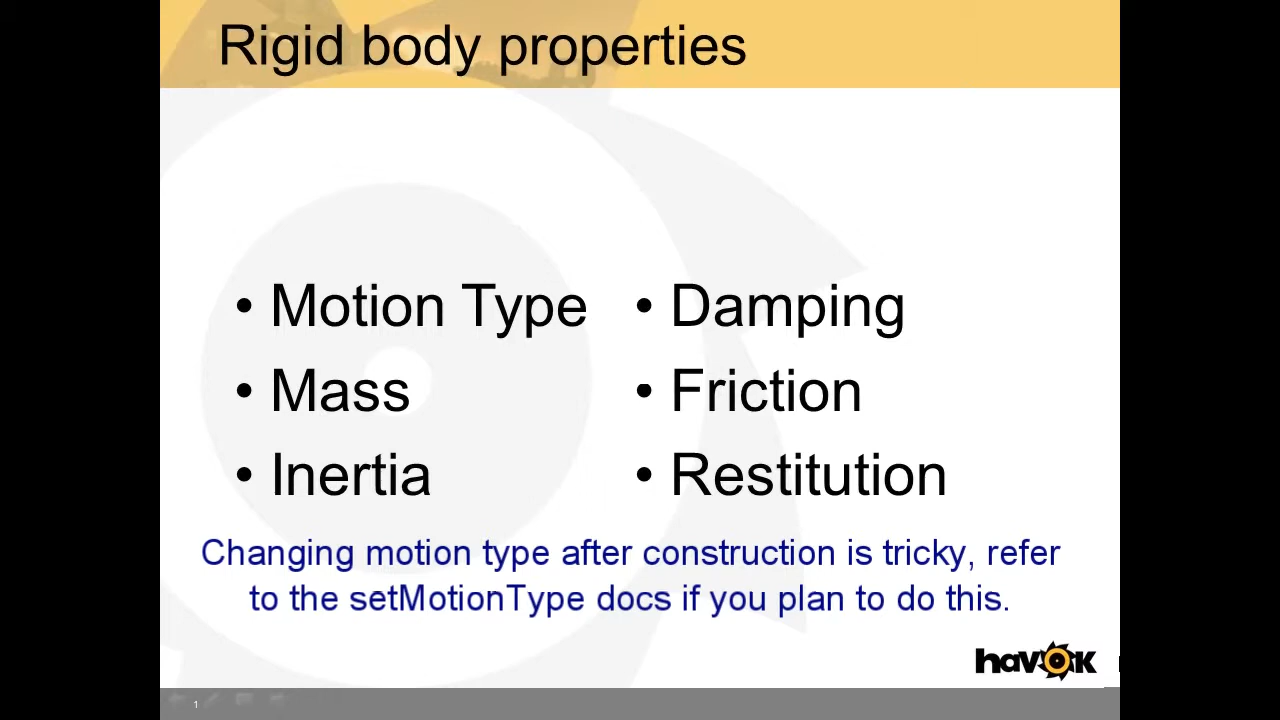 Rigid body properties
• Motion Type
• Mass
• Inertia
• Damping
• Friction
• Restitution
Changing motion type after construction is tricky, refer
to the setMotionType docs if you plan to do this.
havok
1